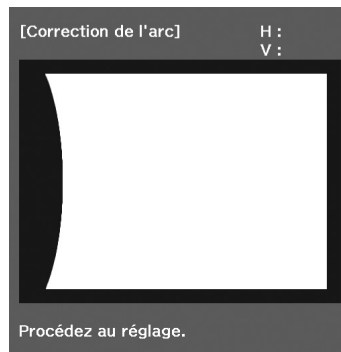 [Correction de l'arc] H :
V :
Procédez au réglage.